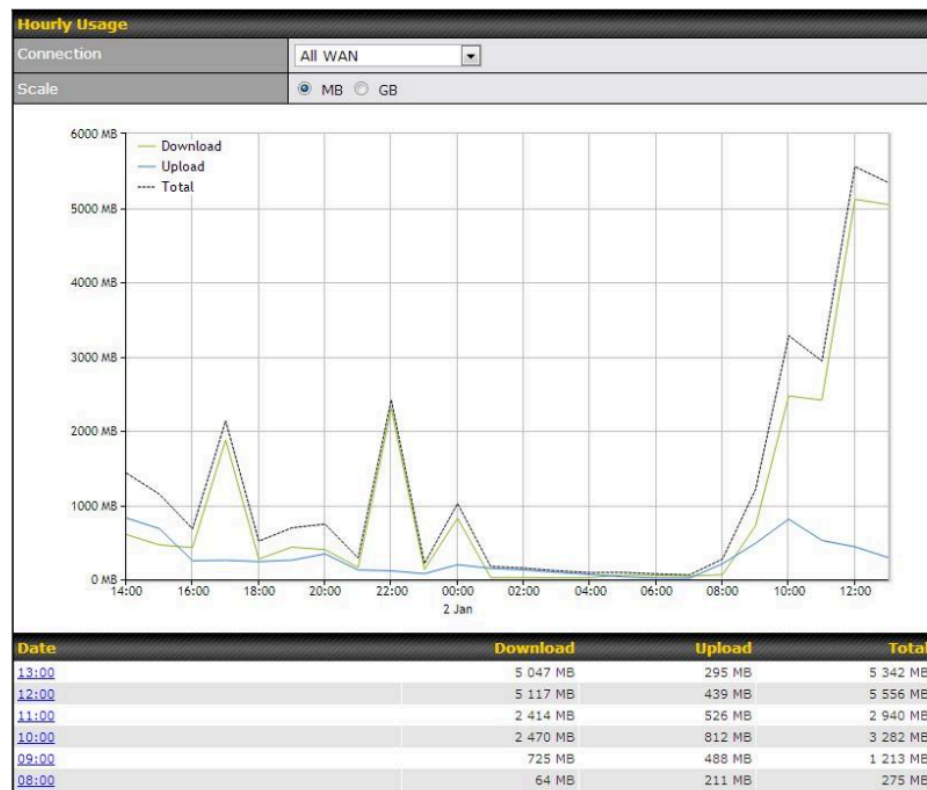 Hourly Usage
Connection All WAN
Scale MB GB
6000 MB
Download
Upload
Total
5000 MB
4000 MB
3000 MB
2000 MB
1000 MB
0 MB
14:00 16:00 18:00 20:00 22:00 00:00 02:00 04:00 06:00 08:00 10:00 12:00
2 Jan
Date Download Upload Total
13:00 5 047 MB 295 MB 5 342 MB
12:00 5 117 MB 439 MB 5 556 MB
11:00 2 414 MB 526 MB 2 940 MB
10:00 2 470 MB 812 MB 3 282 MB
09:00 725 MB 488 MB 1 213 MB
08:00 64 MB 211 MB 275 MB